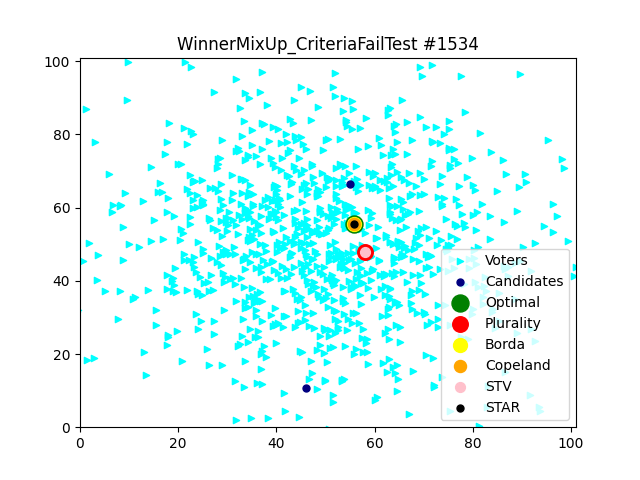 WinnerMixUp_CriteriaFailTest #1534
100
80
60
40
20
0
0 20 40 60 80 100
Voters
Candidates
Optimal
Plurality
Borda
Copeland
STV
STAR